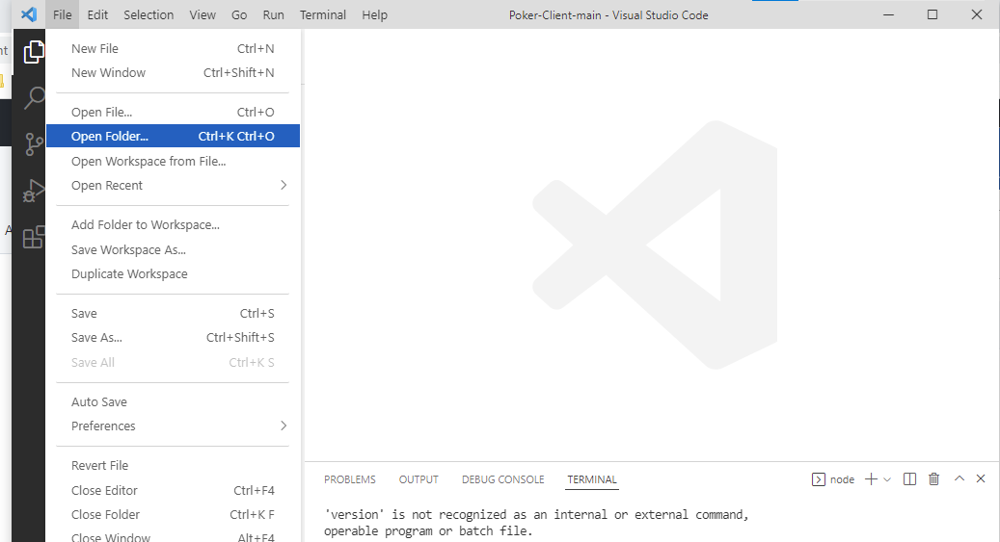 File Edit Selection View Go Run Terminal Help Poker-Client-main - Visual Studio Code
New File Ctrl+N
New Window Ctrl+Shift+N
Open File... Ctrl+O
Open Folder... Ctrl+K Ctrl+O
Open Workspace from File...
Open Recent
Add Folder to Workspace...
Save Workspace As...
Duplicate Workspace
Save Ctrl+S
Save As... Ctrl+Shift+S
Save All Ctrl+K S
Auto Save
Preferences
Revert File
Close Editor Ctrl+F4
Close Folder Ctrl+K F
Close Window Alt+F4
PROBLEMS OUTPUT DEBUG CONSOLE TERMINAL node
'version' is not recognized as an internal or external command,
operable program or batch file.